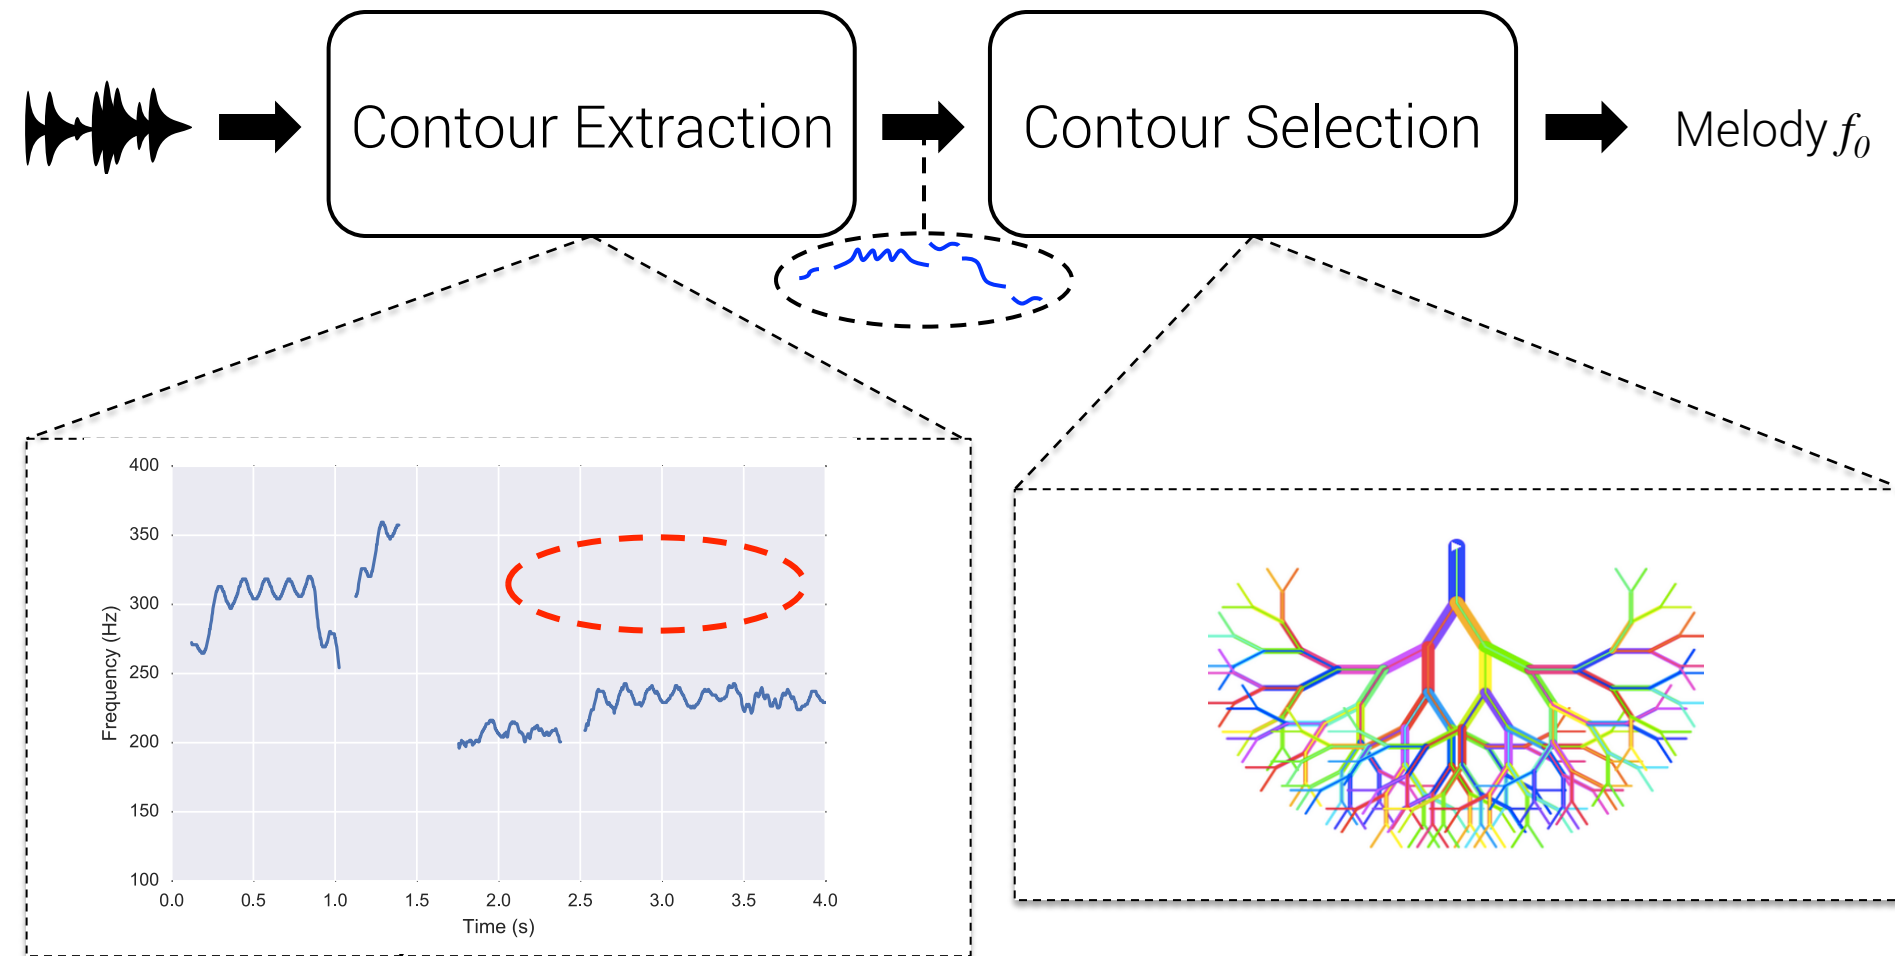 Contour Extraction
Contour Selection
Melody f0
400
350
300
250
200
150
100
Frequency (Hz)
0.0 0.5 1.0 1.5 2.0 2.5 3.0 3.5 4.0
Time (s)